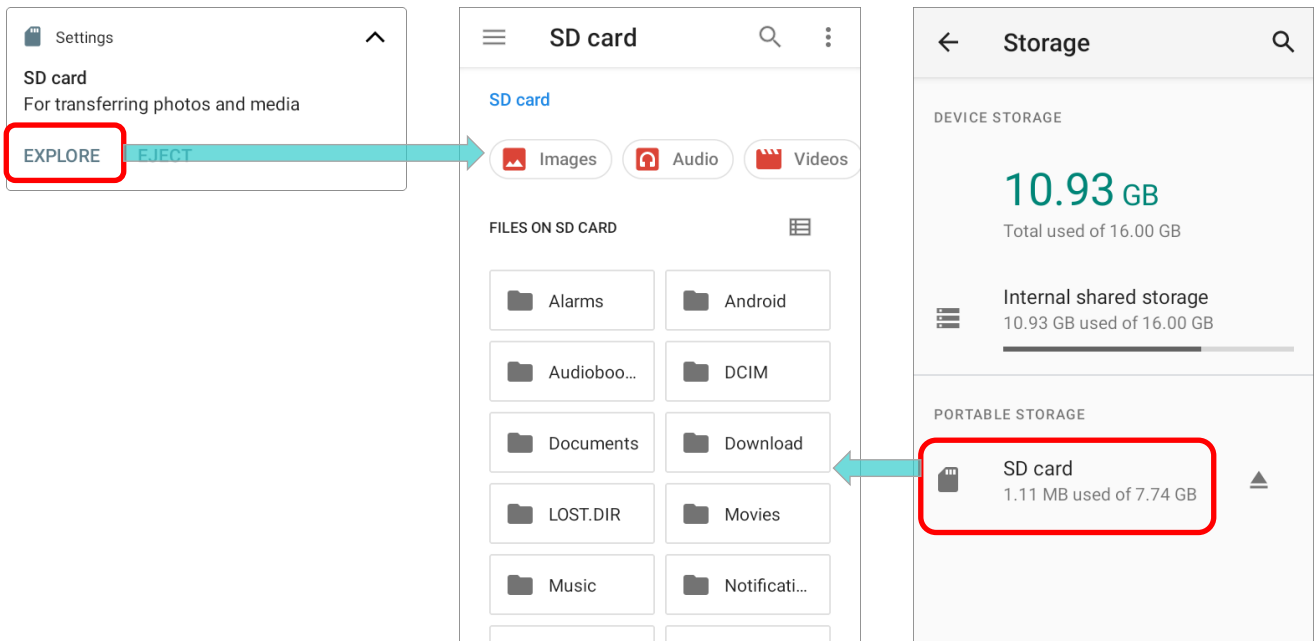 Settings
SD card
For transferring photos and media
EXPLORE EJECT
SD card
SD card
Images Audio Videos
FILES ON SD CARD
Alarms Android
Audioboo... DCIM
Documents Download
LOST.DIR Movies
Music Notificati...
Storage
DEVICE STORAGE
10.93 GB
Total used of 16.00 GB
Internal shared storage
10.93 GB used of 16.00 GB
PORTABLE STORAGE
SD card
1.11 MB used of 7.74 GB